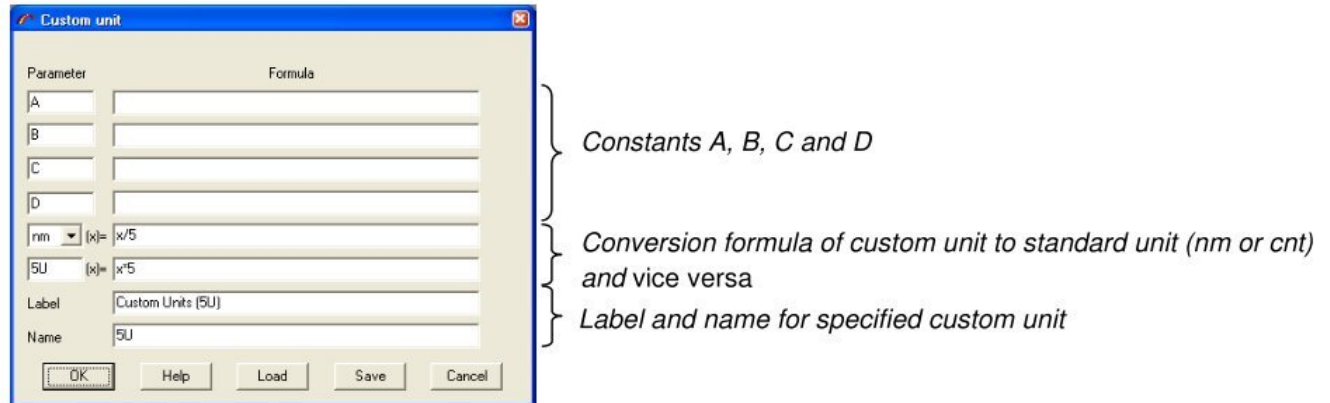 Custom unit
Parameter Formula
A
B
C
D
Constants A, B, C and D
nm (x)= x/5
5U (x)= x*5
Conversion formula of custom unit to standard unit (nm or cnt)
and vice versa
Label Custom Units (5U)
Name 5U
Label and name for specified custom unit
OK Help Load Save Cancel